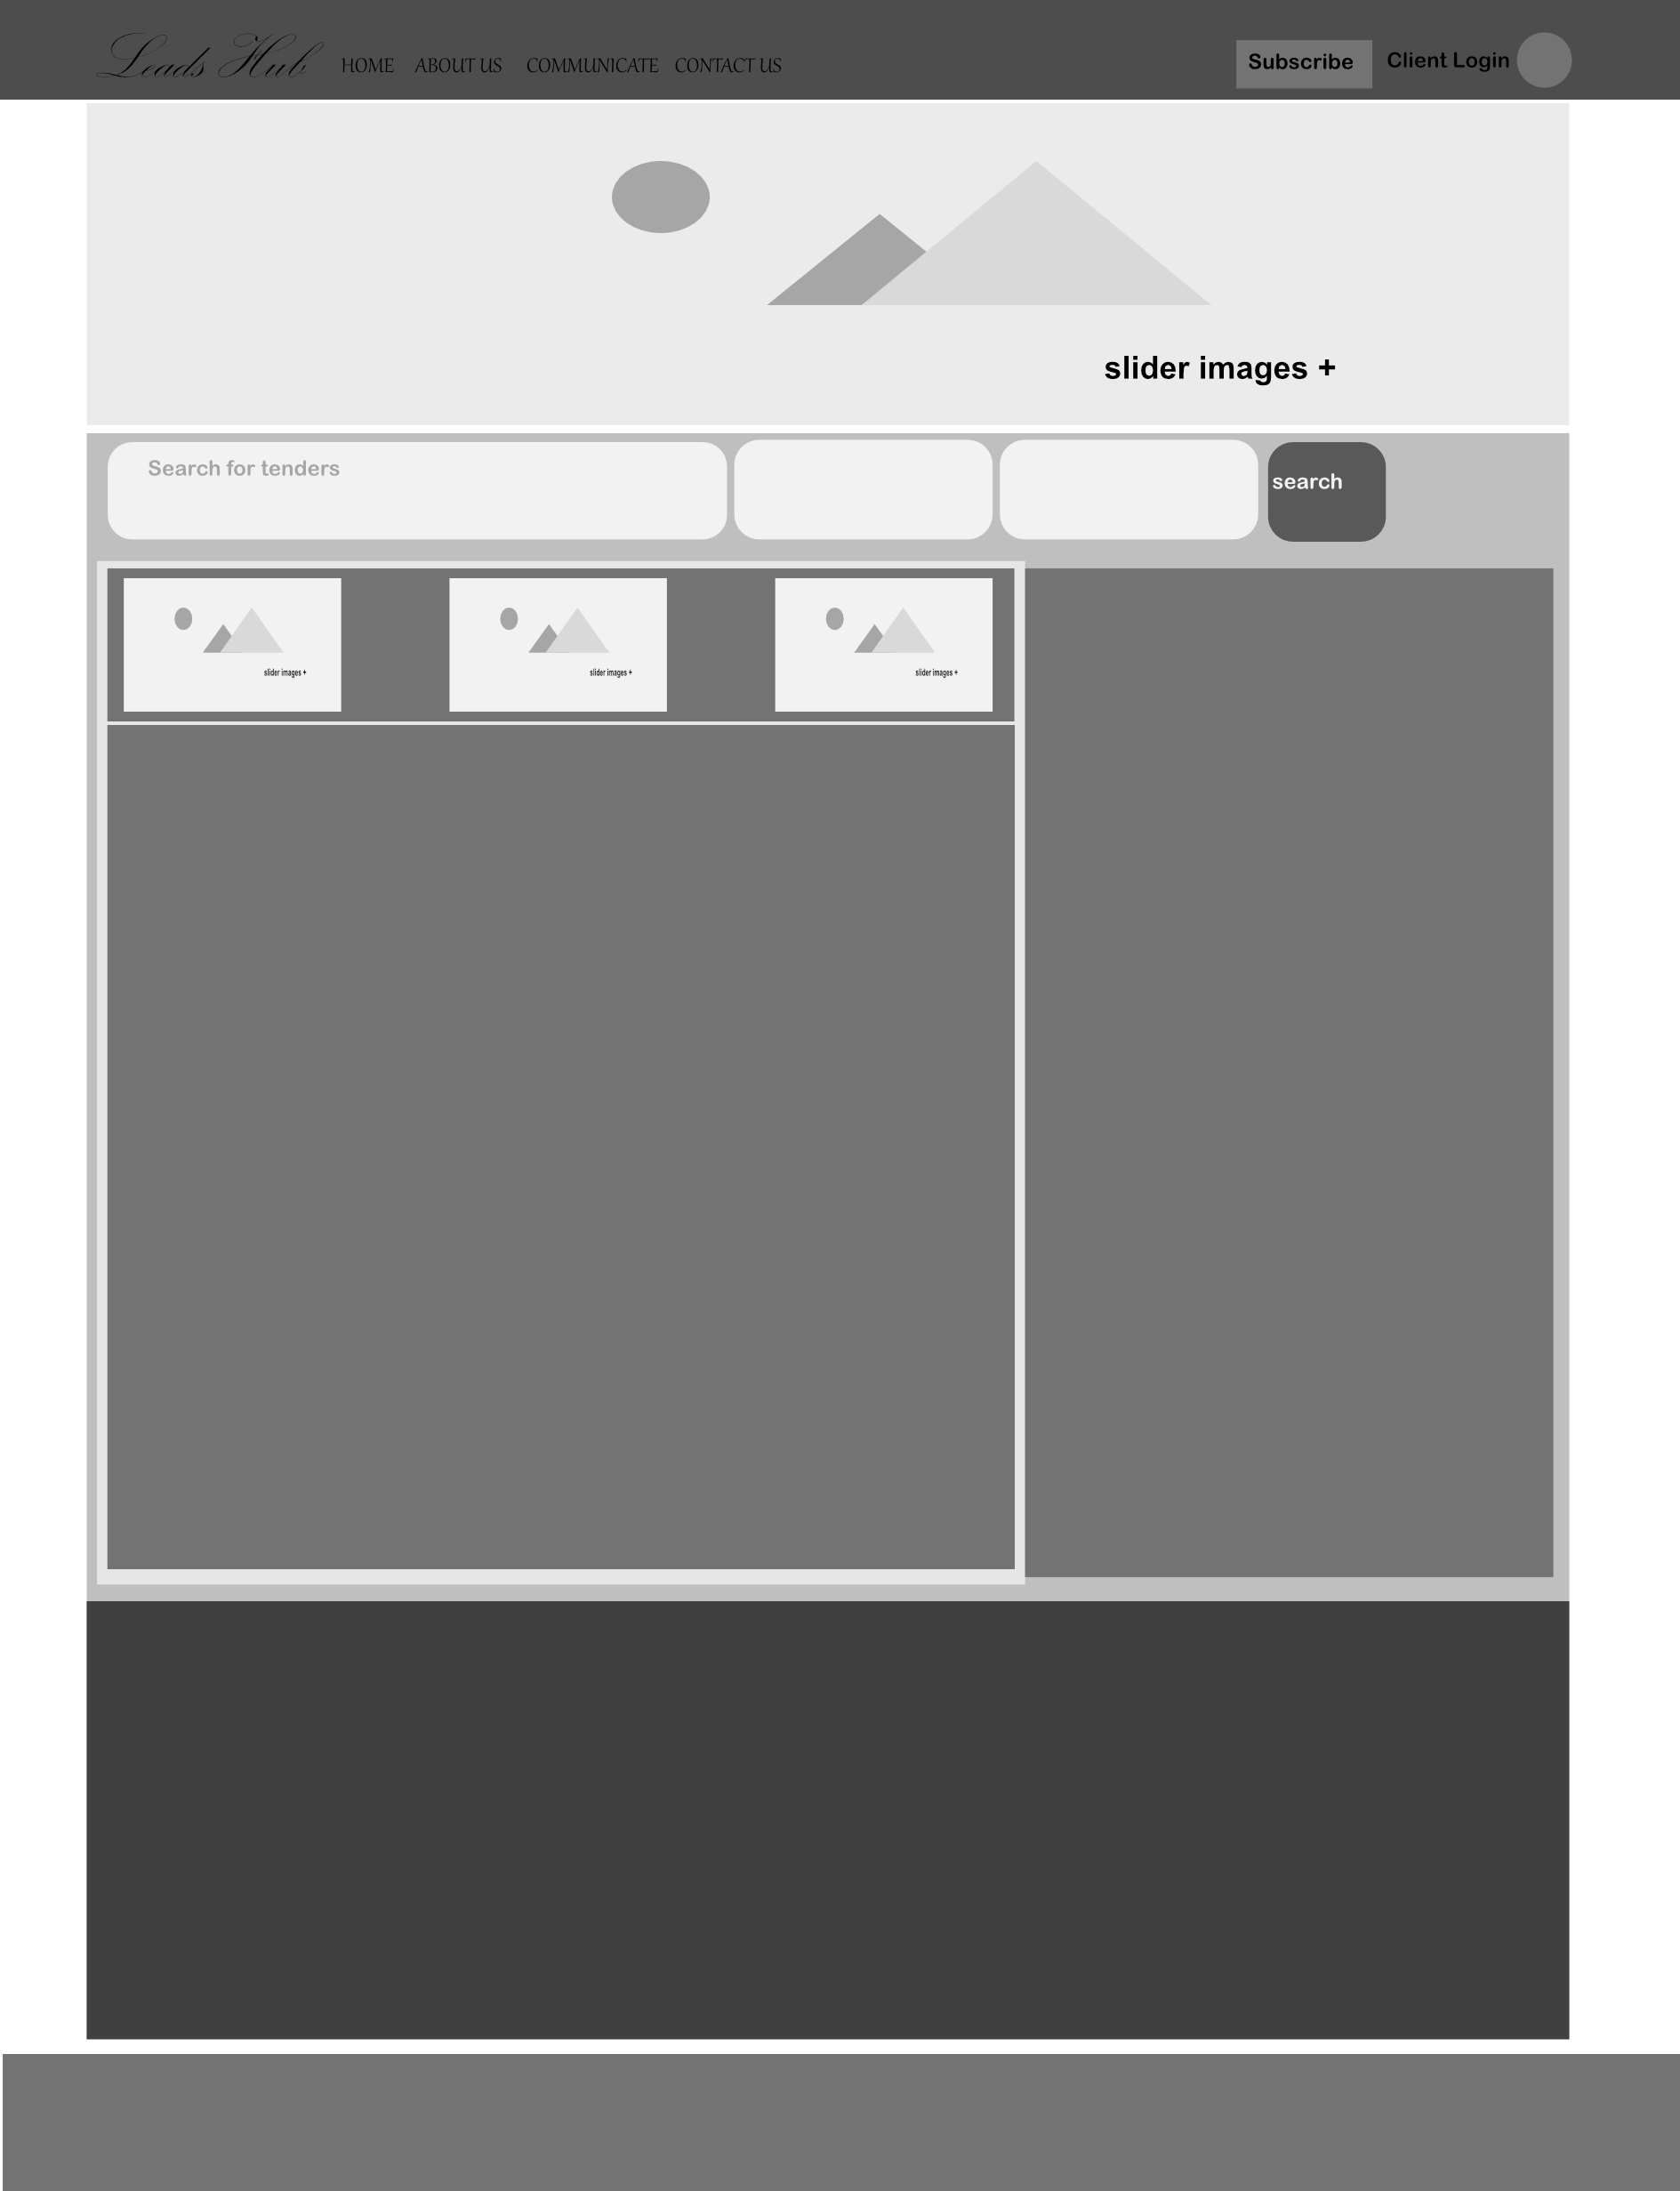 Leads Hub
HOME ABOUT US COMMUNICATE CONTACT US
Subscribe
Client Login
slider images +
Search for tenders
search
slider images +
slider images +
slider images +